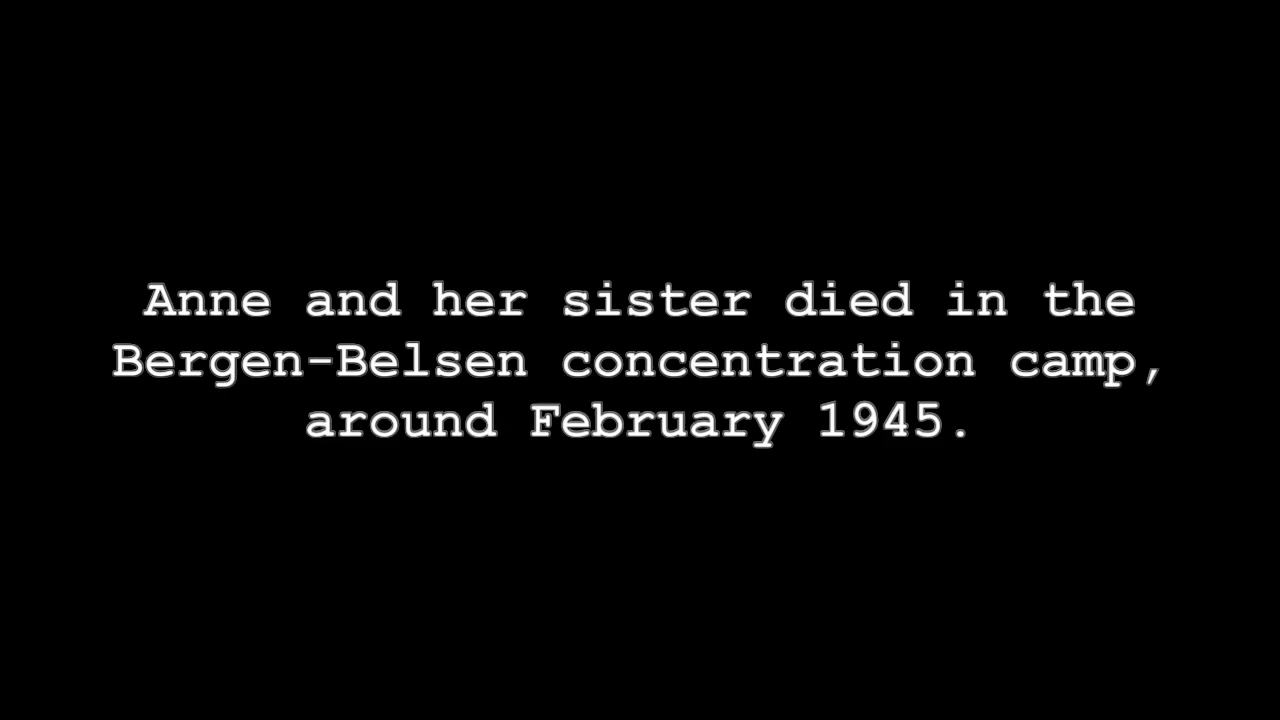 Anne and her sister died in the
Bergen-Belsen concentration camp,
around February 1945.